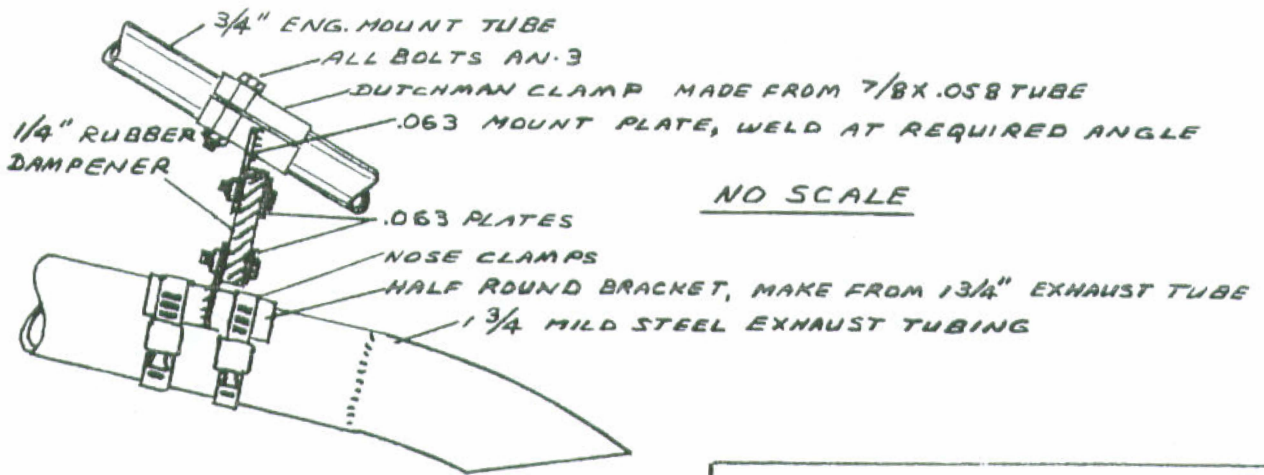 3/4" ENG. MOUNT TUBE
ALL BOLTS AN-3
DUTCHMAN CLAMP MADE FROM 7/8 X .058 TUBE
.063 MOUNT PLATE, WELD AT REQUIRED ANGLE
1/4" RUBBER
DAMPENER
NO SCALE
.063 PLATES
NOSE CLAMPS
HALF ROUND BRACKET, MAKE FROM 1 3/4" EXHAUST TUBE
1 3/4 MILD STEEL EXHAUST TUBING